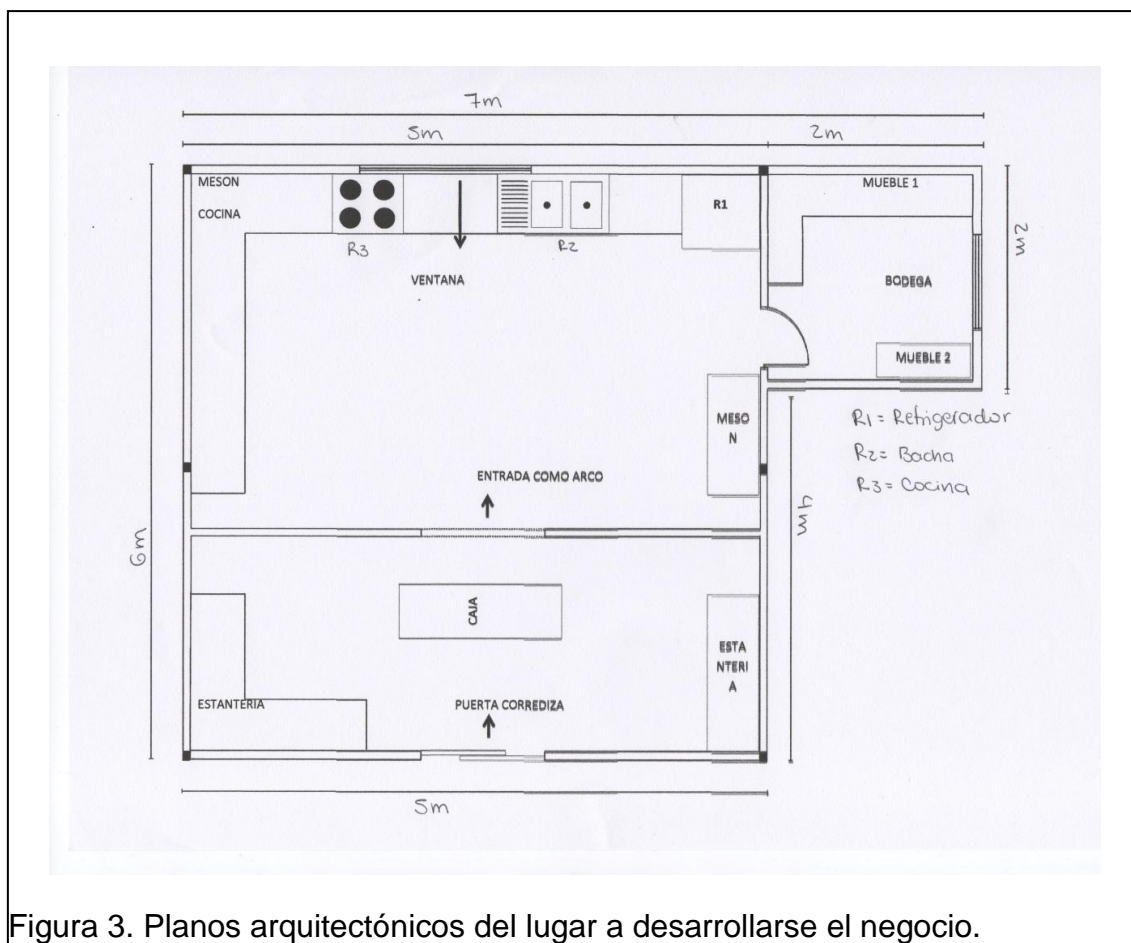 7m
5m
2m
MESON
COCINA
R3
VENTANA
R2
R1
MUEBLE 1
BODEGA
MUEBLE 2
2m
R1= Refrigerador
R2= Bacha
R3= Cocina
MESO
N
ENTRADA COMO ARCO
6m
4m
CAJA
ESTA
NTERI
A
ESTANTERIA
PUERTA CORREDIZA
5m
Figura 3. Planos arquitectónicos del lugar a desarrollarse el negocio.